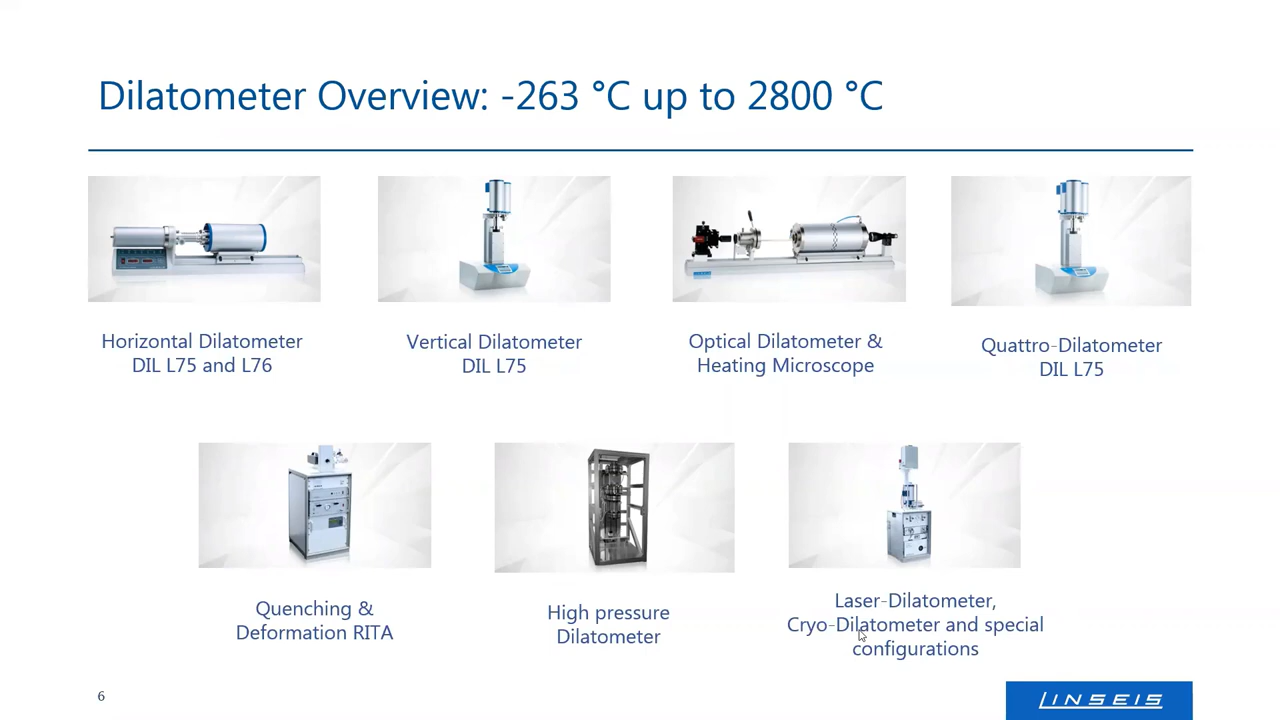 Dilatometer Overview: -263 °C up to 2800 °C
Horizontal Dilatometer
DIL L75 and L76
Vertical Dilatometer
DIL L75
Optical Dilatometer &
Heating Microscope
Quattro-Dilatometer
DIL L75
Quenching &
Deformation RITA
High pressure
Dilatometer
Laser-Dilatometer,
Cryo-Dilatometer and special
configurations
6
LINSEIS